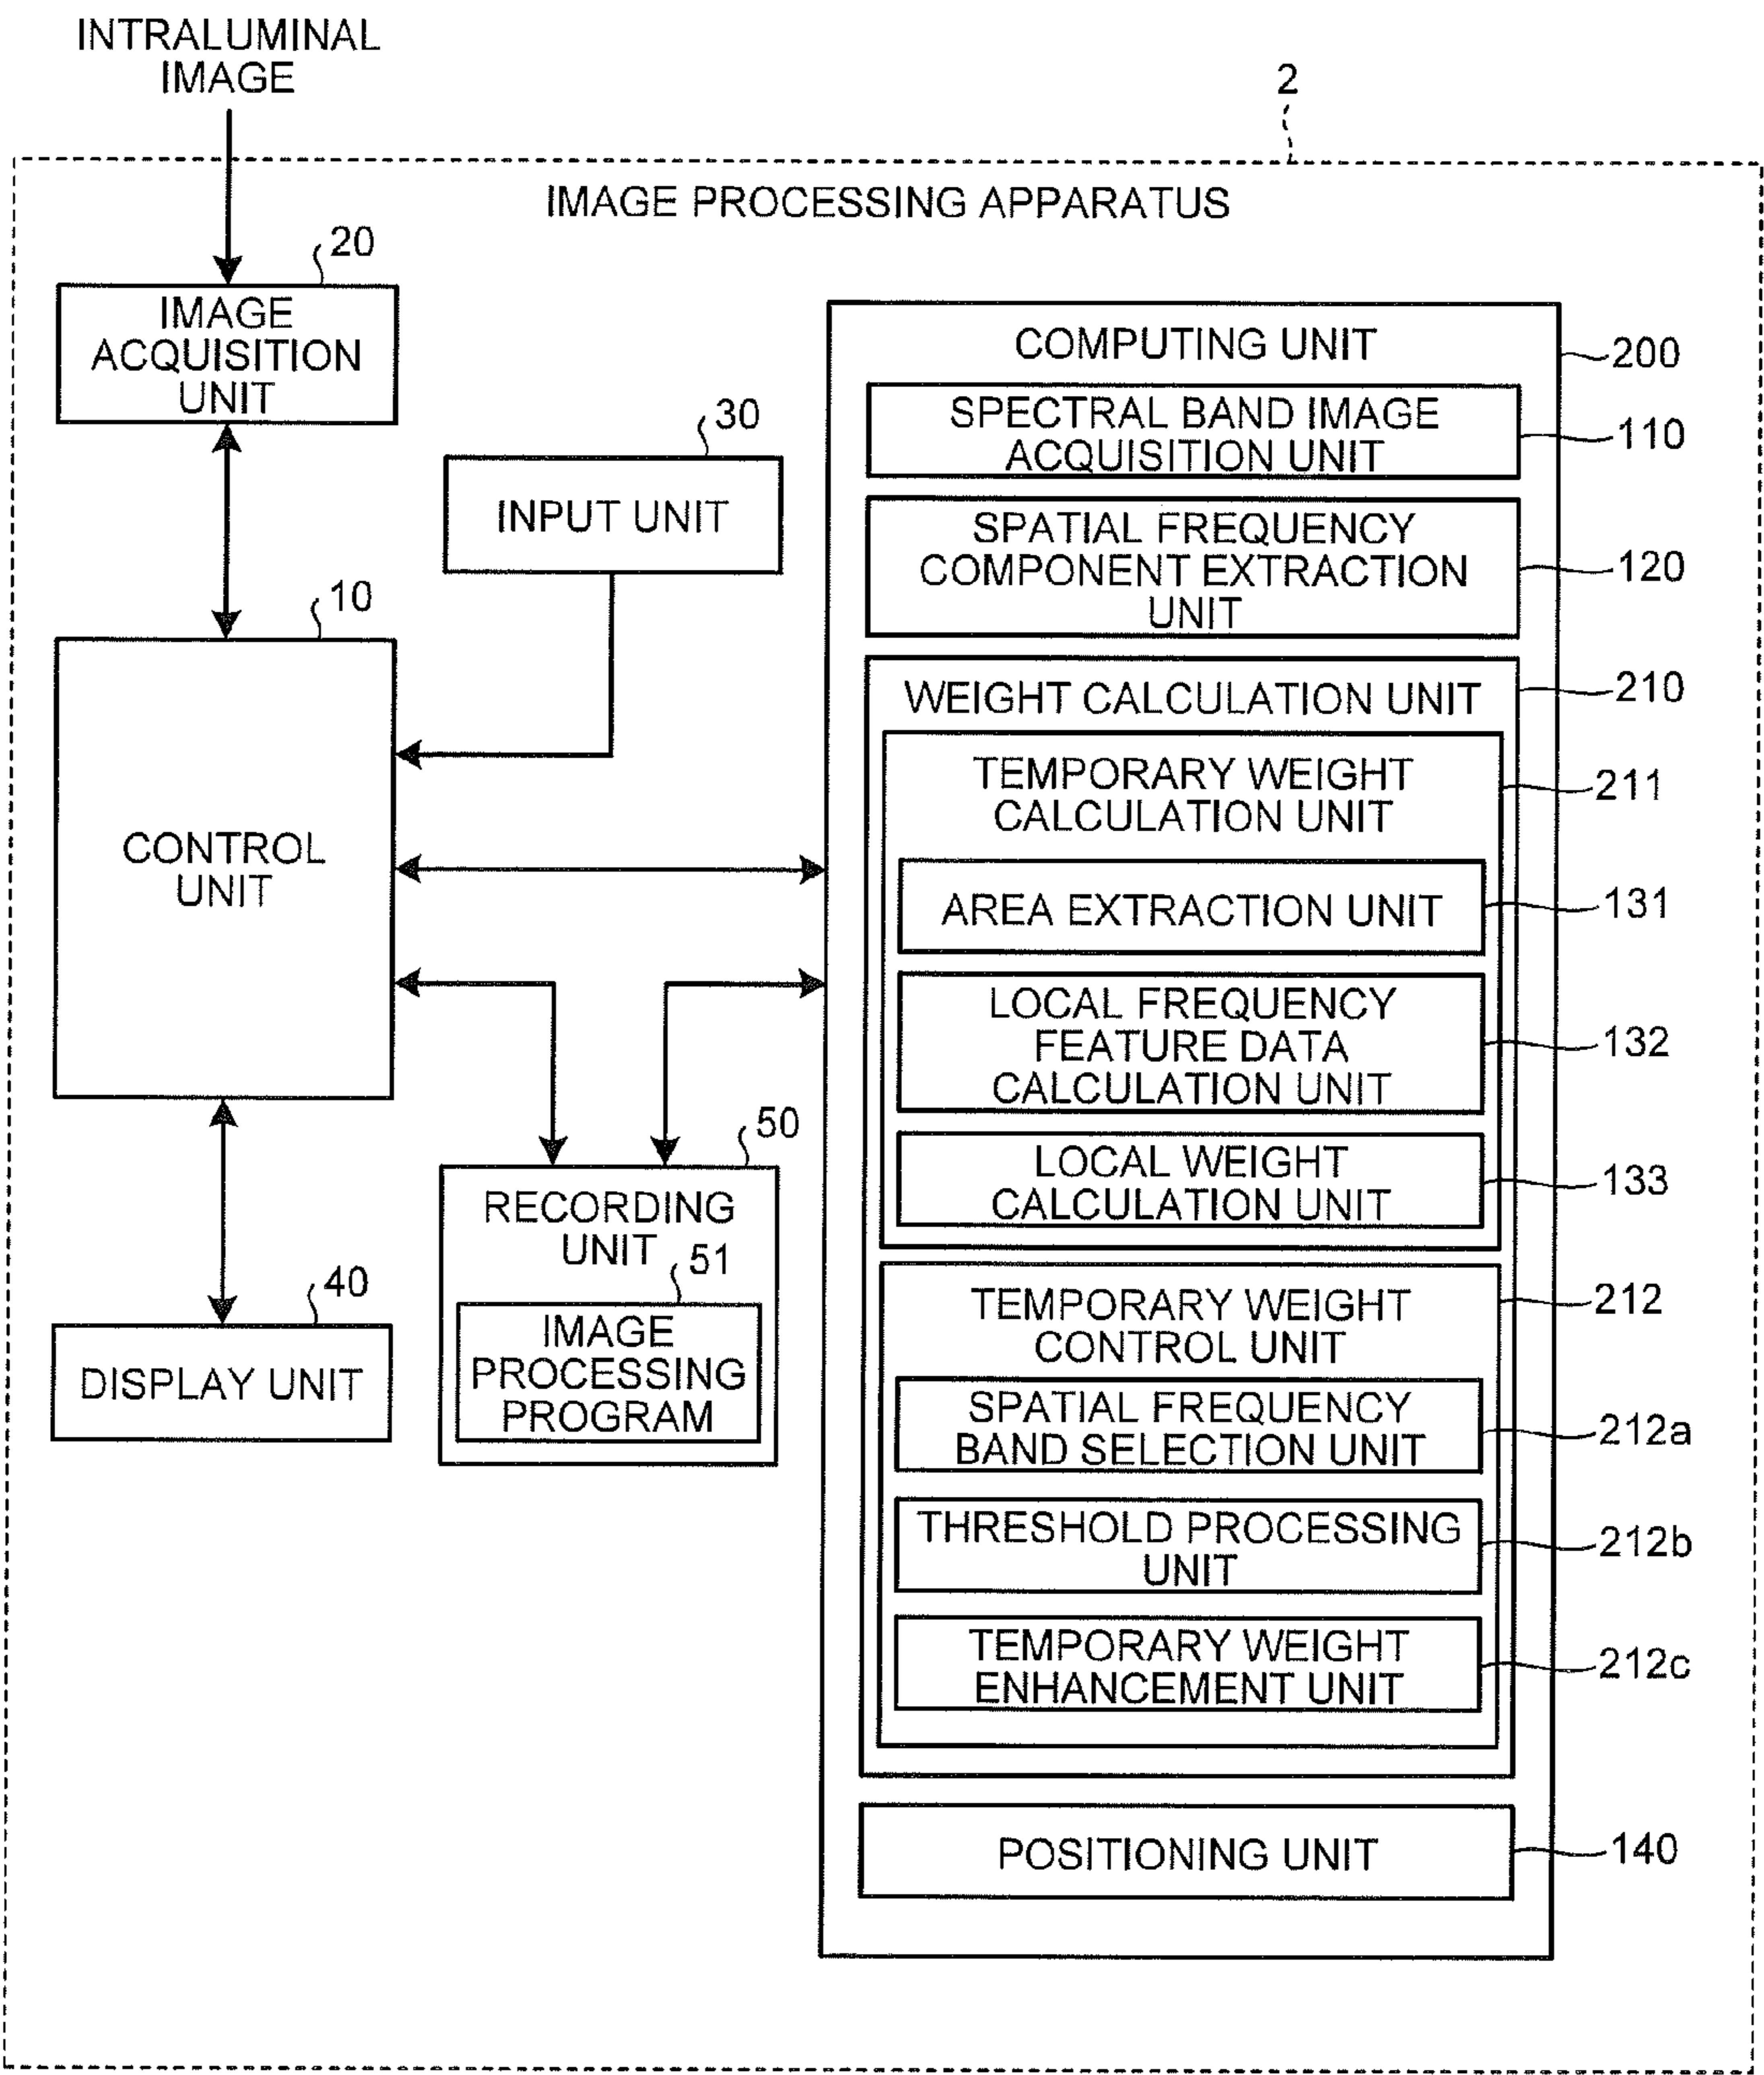 INTRALUMINAL
IMAGE
2
IMAGE PROCESSING APPARATUS
20
IMAGE
ACQUISITION
UNIT
30
INPUT UNIT
10
CONTROL
UNIT
50
RECORDING
UNIT
51
IMAGE
PROCESSING
PROGRAM
40
DISPLAY UNIT
COMPUTING UNIT
200
SPECTRAL BAND IMAGE
ACQUISITION UNIT
110
SPATIAL FREQUENCY
COMPONENT EXTRACTION
UNIT
120
WEIGHT CALCULATION UNIT
210
TEMPORARY WEIGHT
CALCULATION UNIT
211
AREA EXTRACTION UNIT
131
LOCAL FREQUENCY
FEATURE DATA
CALCULATION UNIT
132
LOCAL WEIGHT
CALCULATION UNIT
133
TEMPORARY WEIGHT
CONTROL UNIT
212
SPATIAL FREQUENCY
BAND SELECTION UNIT
212a
THRESHOLD PROCESSING
UNIT
212b
TEMPORARY WEIGHT
ENHANCEMENT UNIT
212c
POSITIONING UNIT
140